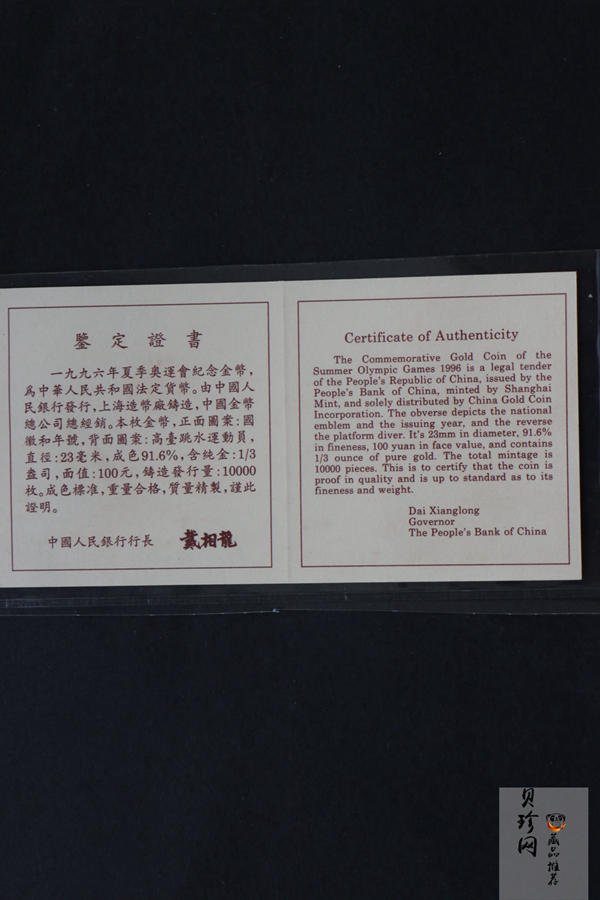 鑒定證書
一九九六年夏季奥運會紀念金幣,
爲中華人民共和國法定貨幣。由中國人
民銀行發行,上海造幣廠鑄造,中國金幣
總公司總經銷。本枚金幣,正面圖案:國
徽和年號,背面圖案:高臺跳水運動員,
直徑:23毫米,成色91.6%,含純金:1/3
盎司,面值:100元,鑄造發行量:10000
枚。成色標准,重量合格,質量精製,謹此
證明。
中國人民銀行行長 戴相龍
Certificate of Authenticity
The Commemorative Gold Coin of the
Summer Olympic Games 1996 is a legal tender
of the People's Republic of China, issued by the
People's Bank of China, minted by Shanghai
Mint, and solely distributed by China Gold Coin
Incorporation. The obverse depicts the national
emblem and the issuing year, and the reverse
the platform diver. It's 23mm in diameter, 91.6%
in fineness, 100 yuan in face value, and contains
1/3 ounce of pure gold. The total mintage is
10000 pieces. This is to certify that the coin is
proof in quality and is up to standard as to its
fineness and weight.
Dai Xianglong
Governor
The People's Bank of China
贝珍网
藏品推荐